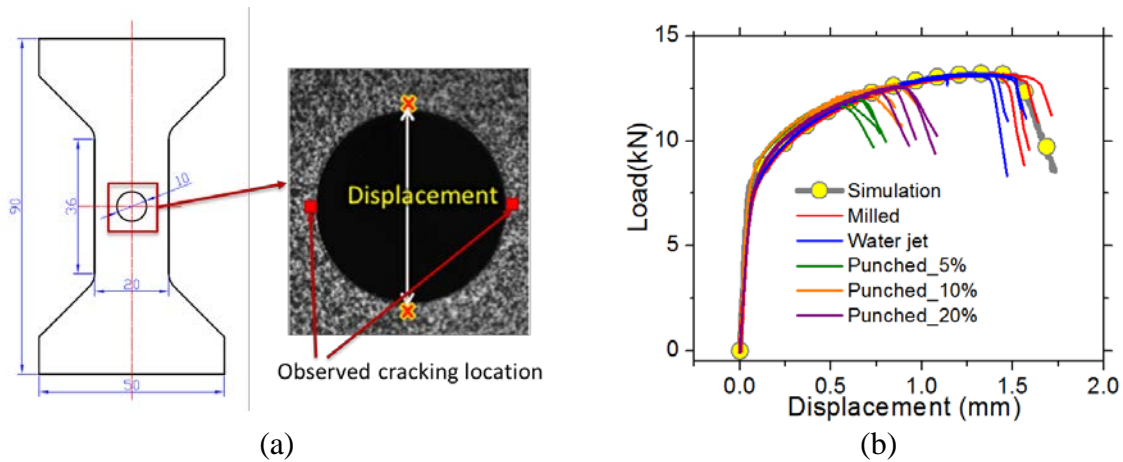 90
36
10
20
50
Displacement
Observed cracking location
(a)
15
10
5
0
Load(kN)
Simulation
Milled
Water jet
Punched_5%
Punched_10%
Punched_20%
0.0 0.5 1.0 1.5 2.0
Displacement (mm)
(b)